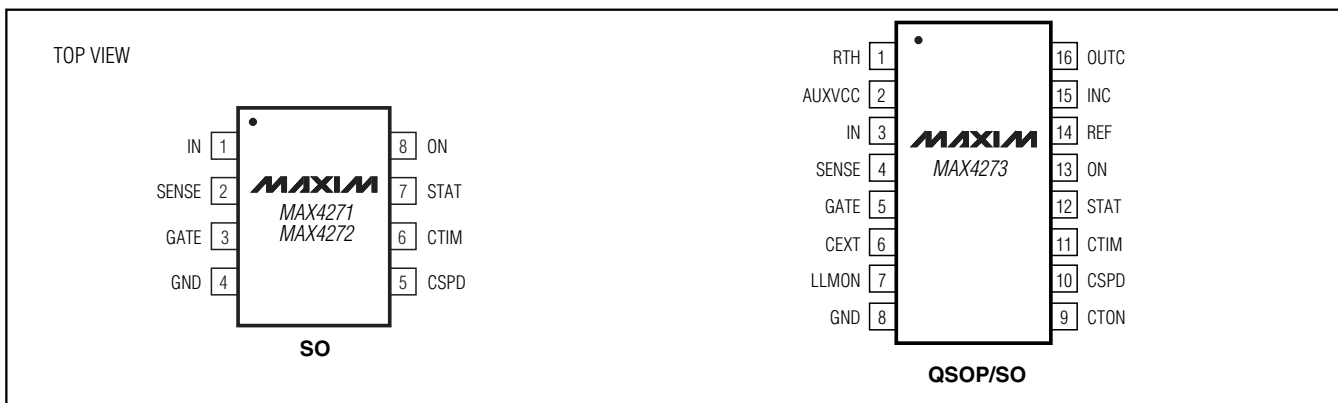 TOP VIEW
IN 1
SENSE 2
GATE 3
GND 4
MAXIM
MAX4271
MAX4272
8 ON
7 STAT
6 CTIM
5 CSPD
SO
RTH 1
AUXVCC 2
IN 3
SENSE 4
GATE 5
CEXT 6
LLMON 7
GND 8
MAXIM
MAX4273
16 OUTC
15 INC
14 REF
13 ON
12 STAT
11 CTIM
10 CSPD
9 CTON
QSOP/SO